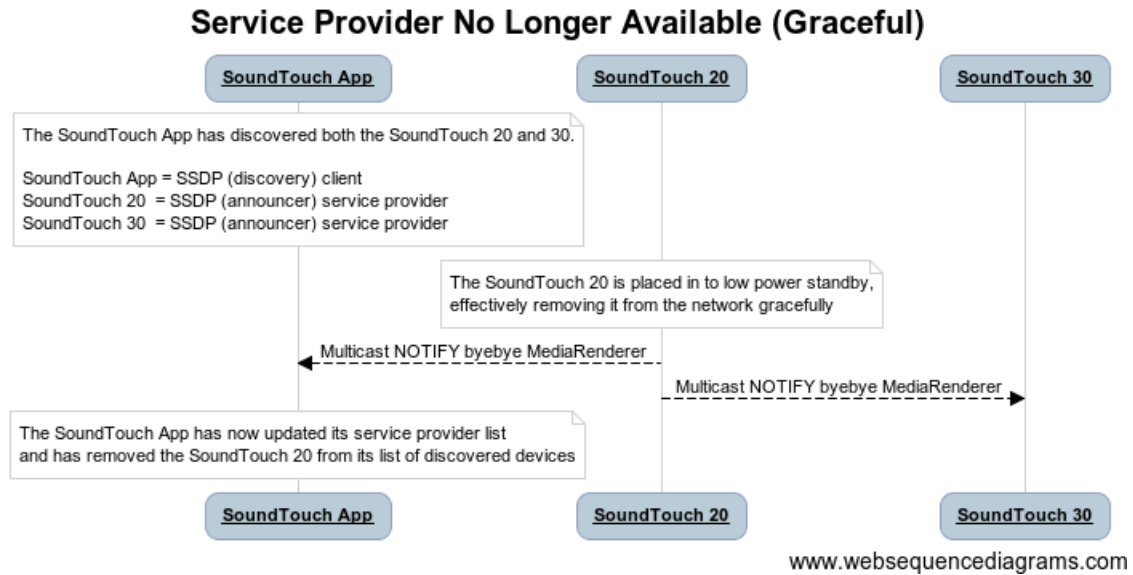 Service Provider No Longer Available (Graceful)
SoundTouch App
SoundTouch 20
SoundTouch 30
The SoundTouch App has discovered both the SoundTouch 20 and 30.
SoundTouch App = SSDP (discovery) client
SoundTouch 20  = SSDP (announcer) service provider
SoundTouch 30  = SSDP (announcer) service provider
The SoundTouch 20 is placed in to low power standby,
effectively removing it from the network gracefully
Multicast NOTIFY byebye MediaRenderer
Multicast NOTIFY byebye MediaRenderer
The SoundTouch App has now updated its service provider list
and has removed the SoundTouch 20 from its list of discovered devices
SoundTouch App
SoundTouch 20
SoundTouch 30
www.websequencediagrams.com